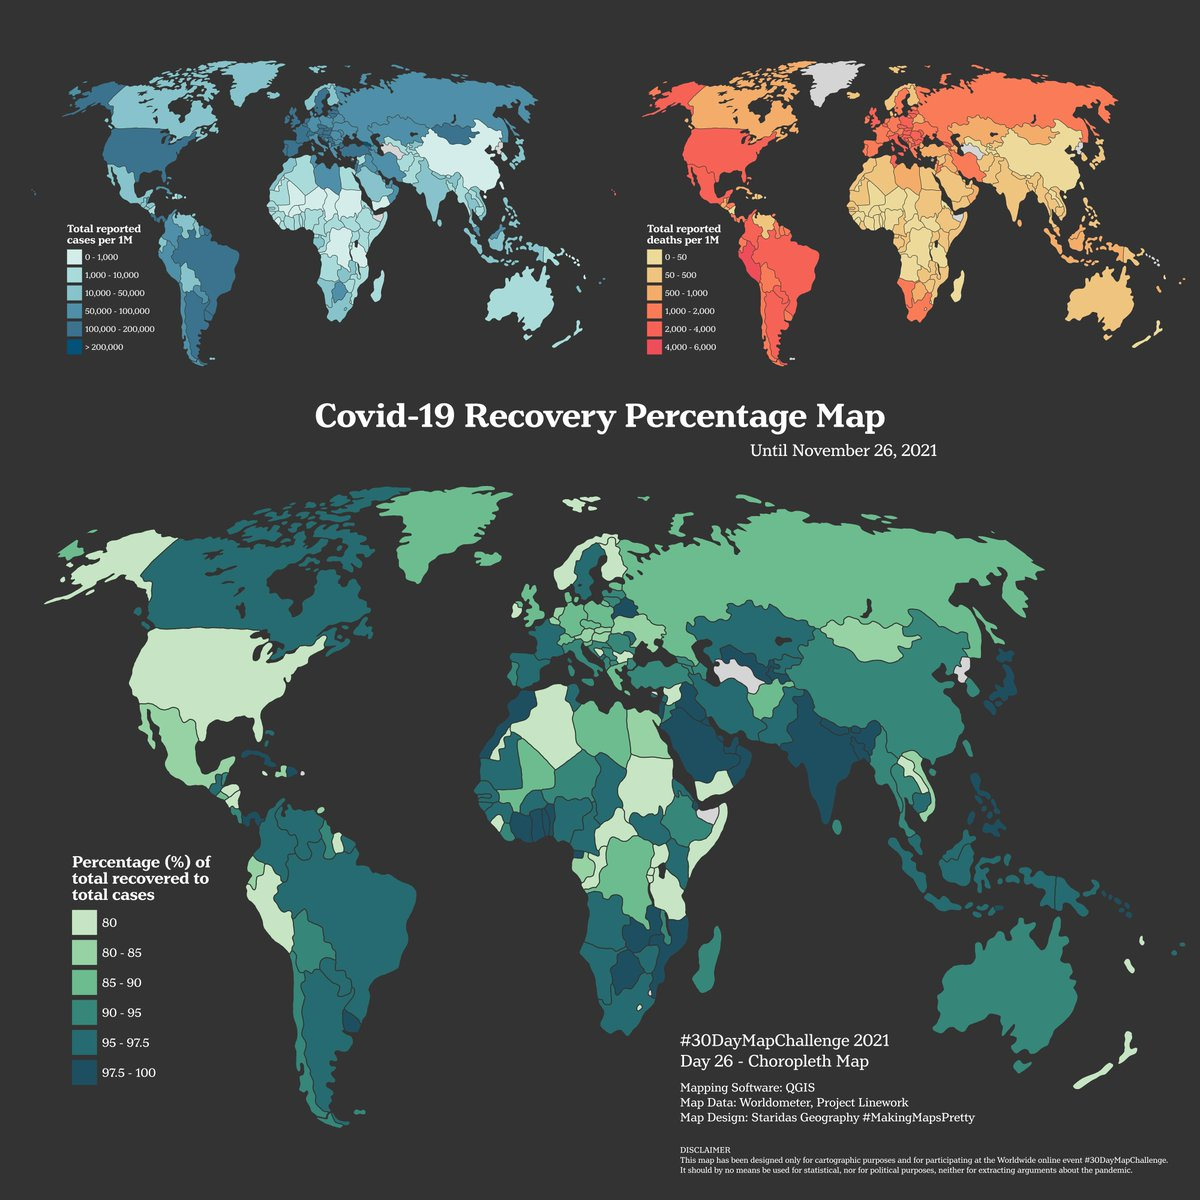 Total reported
cases per 1M
0 - 1,000
1,000 - 10,000
10,000 - 50,000
50,000 - 100,000
100,000 - 200,000
> 200,000
Total reported
deaths per 1M
0 - 50
50 - 500
500 - 1,000
1,000 - 2,000
2,000 - 4,000
4,000 - 6,000
Covid-19 Recovery Percentage Map
Until November 26, 2021
Percentage (%) of
total recovered to
total cases
80
80 - 85
85 - 90
90 - 95
95 - 97.5
97.5 - 100
#30DayMapChallenge 2021
Day 26 - Choropleth Map
Mapping Software: QGIS
Map Data: Worldometer, Project Linework
Map Design: Staridas Geography #MakingMapsPretty
DISCLAIMER
This map has been designed only for cartographic purposes and for participating at the Worldwide online event #30DayMapChallenge.
It should by no means be used for statistical, nor for political purposes, neither for extracting arguments about the pandemic.